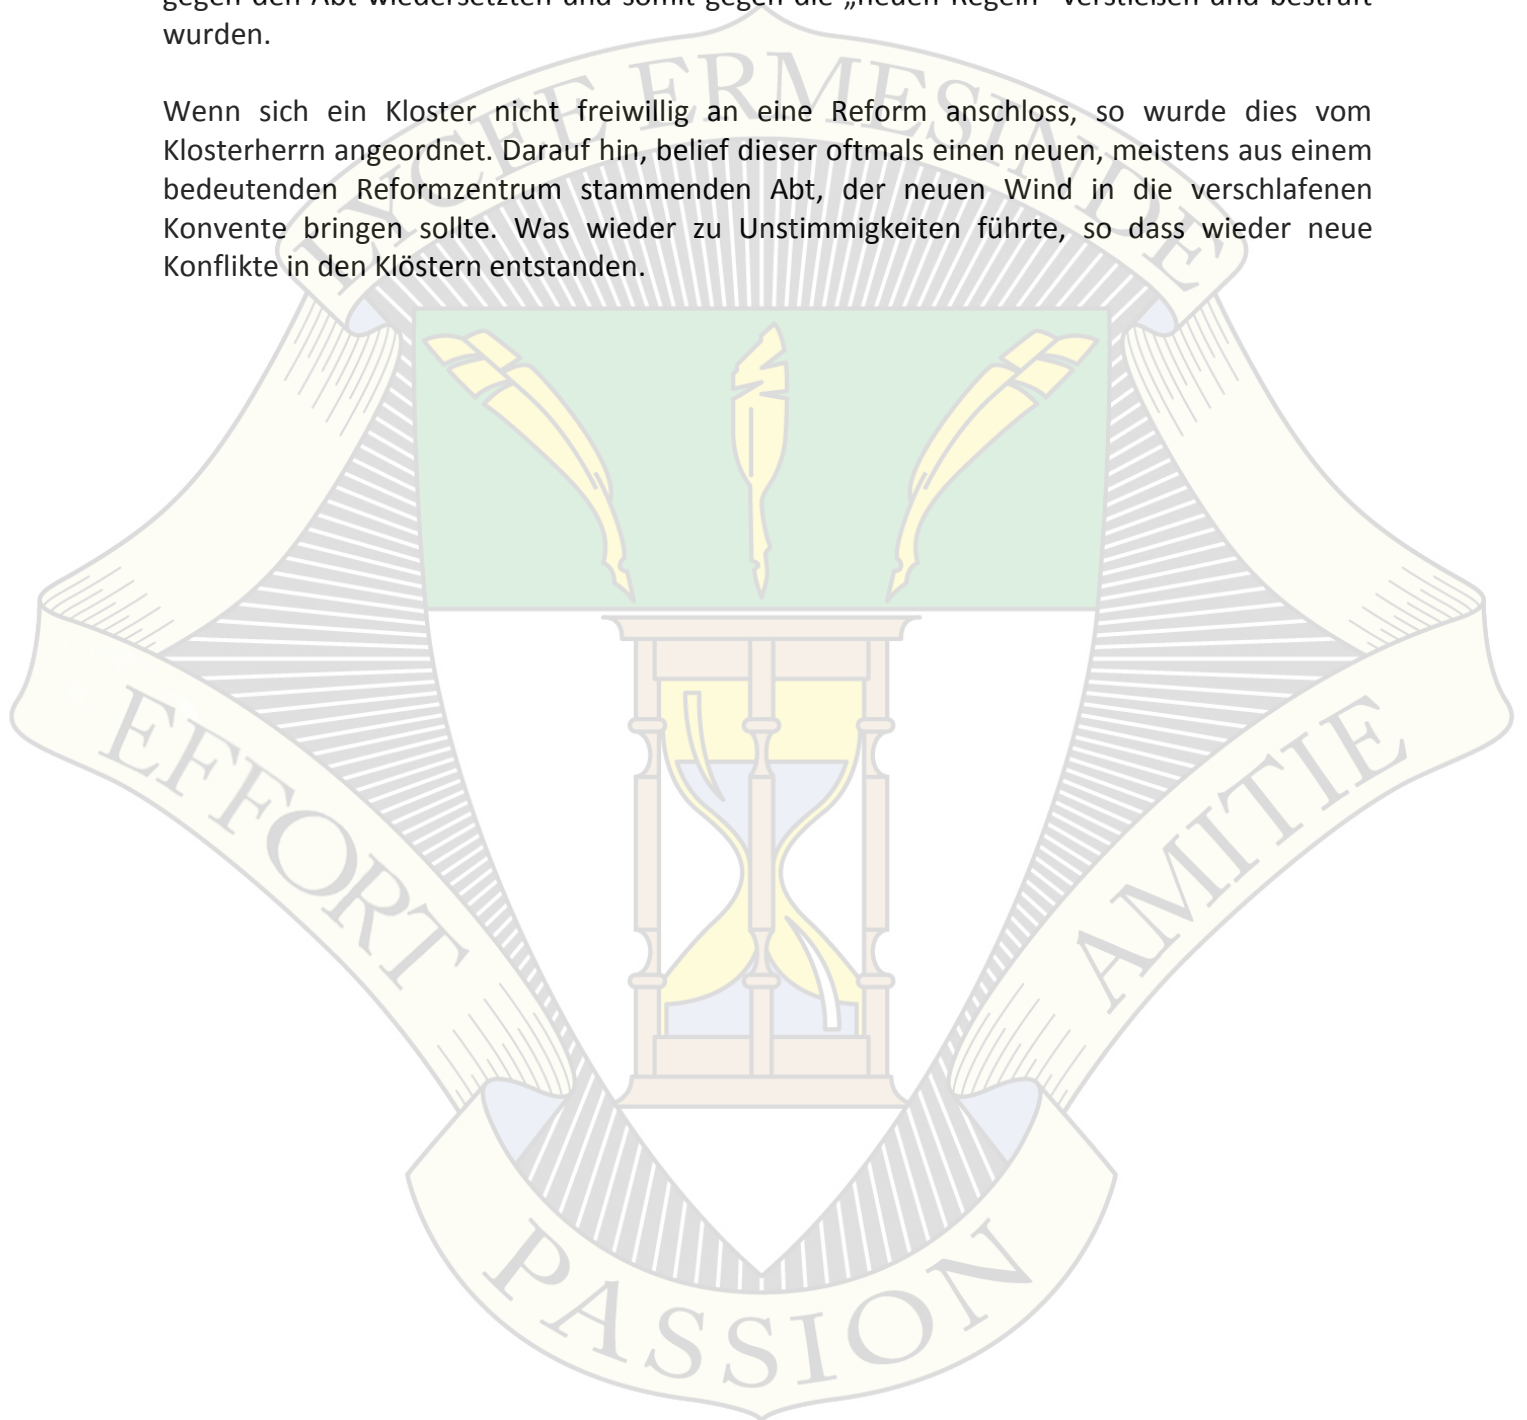 gegen den Abt wiedersetzten und somit gegen die „neuen Regeln“ verstießen und bestraft
wurden.
Wenn sich ein Kloster nicht freiwillig an eine Reform anschloss, so wurde dies vom
Klosterherrn angeordnet. Darauf hin, belief dieser oftmals einen neuen, meistens aus einem
bedeutenden Reformzentrum stammenden Abt, der neuen Wind in die verschlafenen
Konvente bringen sollte. Was wieder zu Unstimmigkeiten führte, so dass wieder neue
Konflikte in den Klöstern entstanden.
LYCEE ERMESINDE
EFFORT
AMITIE
PASSION